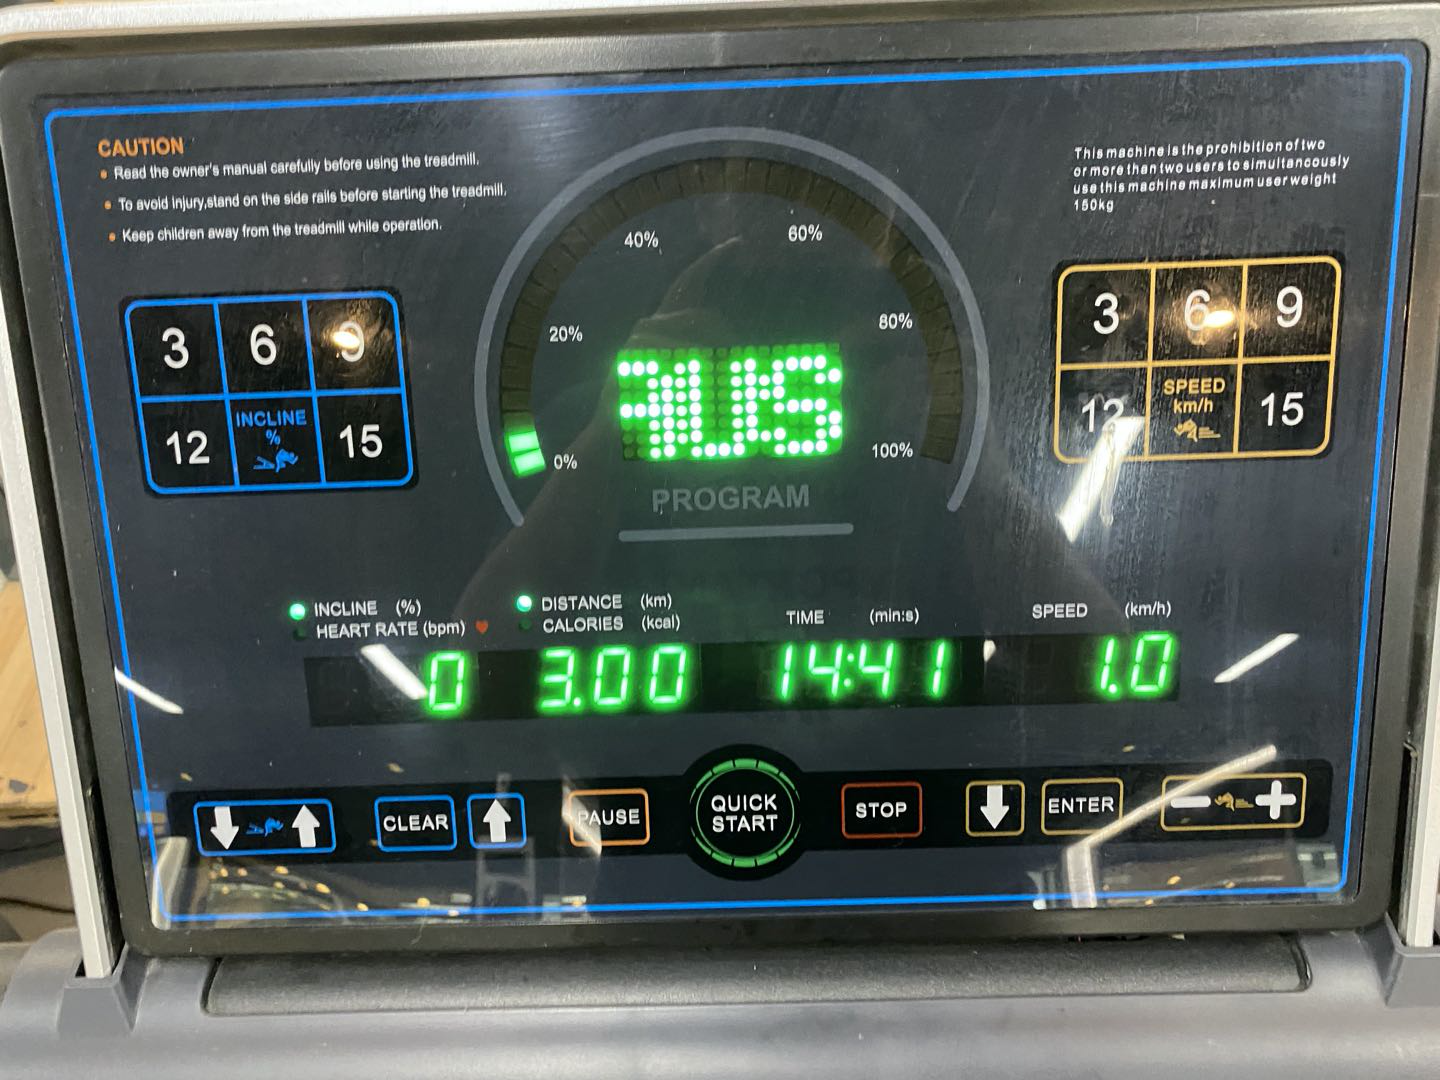 CAUTION
• Read the owner's manual carefully before using the treadmill.
• To avoid injury,stand on the side rails before starting the treadmill.
• Keep children away from the treadmill while operation.
This machine is the prohibition of two
or more than two users to simultancously
use this machine maximum user weight
150kg
40% 60%
20% 80%
0% 100%
PROGRAM
3 6 9
12 INCLINE % 15
3 6 9
12 SPEED km/h 15
INCLINE (%)
HEART RATE (bpm)
DISTANCE (km)
CALORIES (kcal)
TIME (min:s)
SPEED (km/h)
0 3.00 14:41 1.0
CLEAR PAUSE QUICK START STOP ENTER